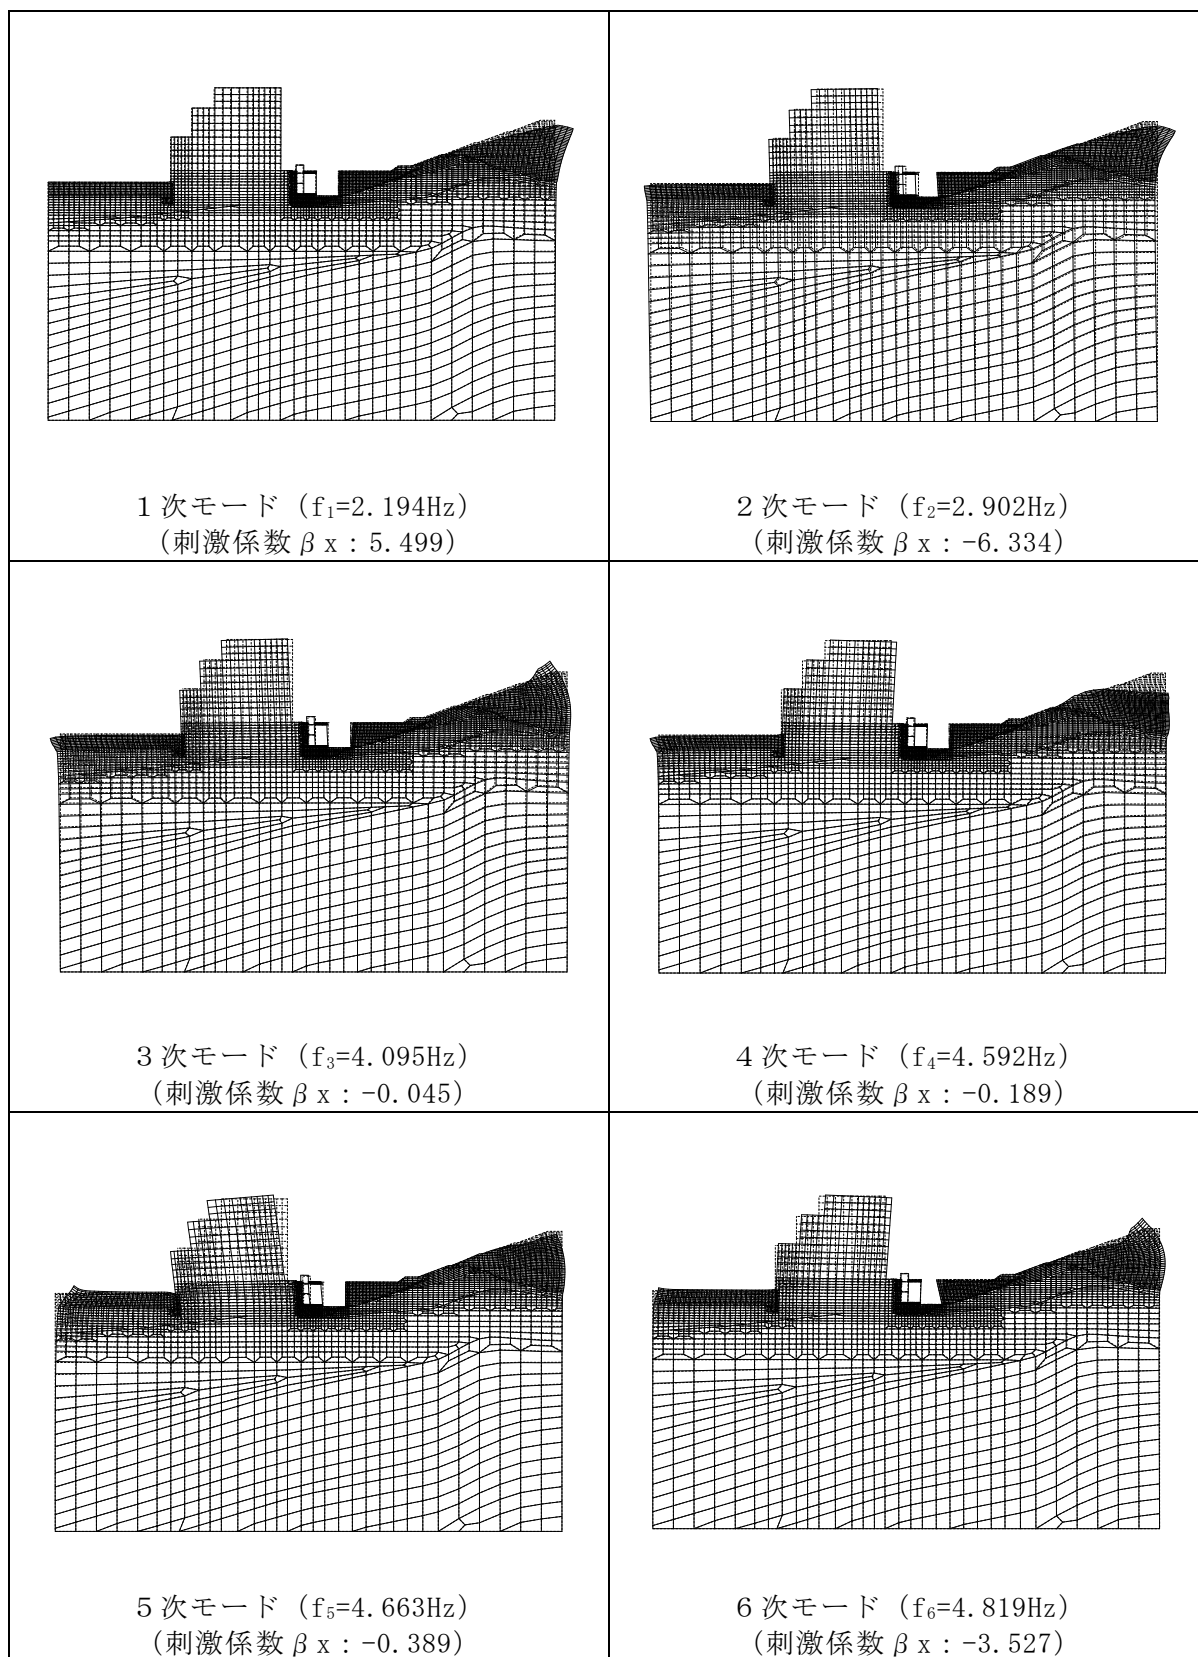 １次モード（f₁=2.194Hz）
（刺激係数βx：5.499）
２次モード（f₂=2.902Hz）
（刺激係数βx：-6.334）
３次モード（f₃=4.095Hz）
（刺激係数βx：-0.045）
４次モード（f₄=4.592Hz）
（刺激係数βx：-0.189）
５次モード（f₅=4.663Hz）
（刺激係数βx：-0.389）
６次モード（f₆=4.819Hz）
（刺激係数βx：-3.527）